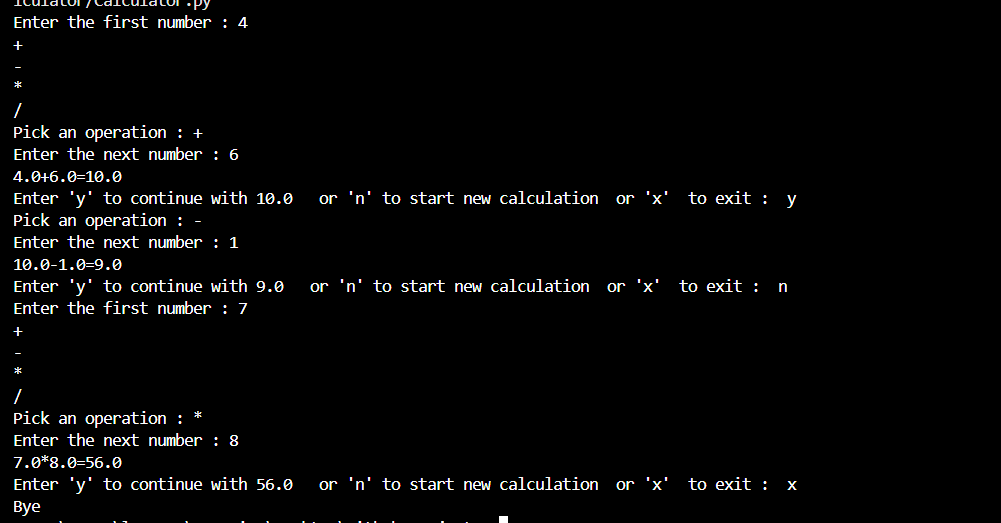 Enter the first number : 4
+
-
*
/
Pick an operation : +
Enter the next number : 6
4.0+6.0=10.0
Enter 'y' to continue with 10.0   or 'n' to start new calculation  or 'x'  to exit :  y
Pick an operation : -
Enter the next number : 1
10.0-1.0=9.0
Enter 'y' to continue with 9.0   or 'n' to start new calculation  or 'x'  to exit :  n
Enter the first number : 7
+
-
*
/
Pick an operation : *
Enter the next number : 8
7.0*8.0=56.0
Enter 'y' to continue with 56.0   or 'n' to start new calculation  or 'x'  to exit :  x
Bye